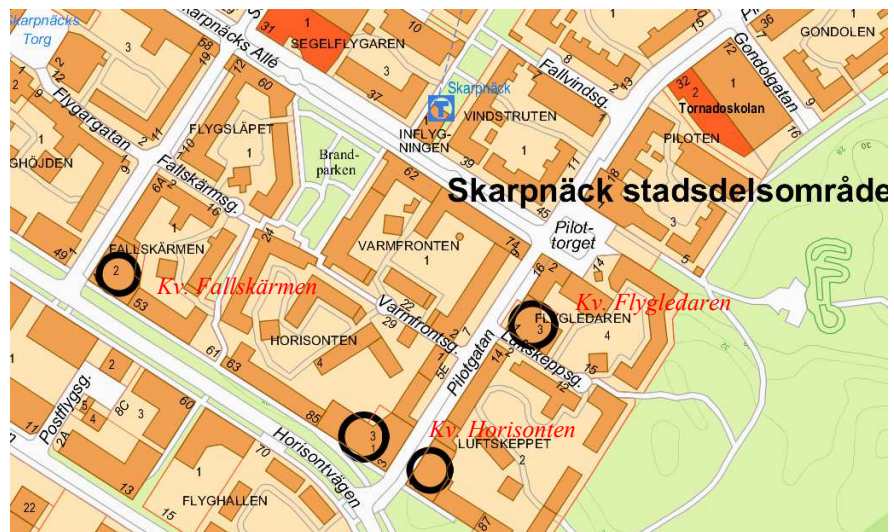 Skarpnäcks
Torg
Skarpnäcks Allé
SEGELFLYGAREN
GONDOLEN
Gondolgatan
Fallvindsg.
Skarpnäck
T
Tornadoskolan
PILOTEN
VINDSTRUTEN
INFLYG-
NINGEN
FLYGSLÄPET
Flygargatan
Brand-
parken
GHÖJDEN
Fallskärmsg.
Skarpnäck stadsdelsområde
Pilot-
torget
VARMFRONTEN
FALLSKÄRMEN
Kv. Fallskärmen
Kv. Flygledaren
FLYGLEDAREN
Varmfrontsg.
HORISONTEN
Luftskeppsg.
Pilotgatan
Postflygsg.
Kv. Horisonten
LUFTSKEPPET
Horisontvägen
FLYGHALLEN